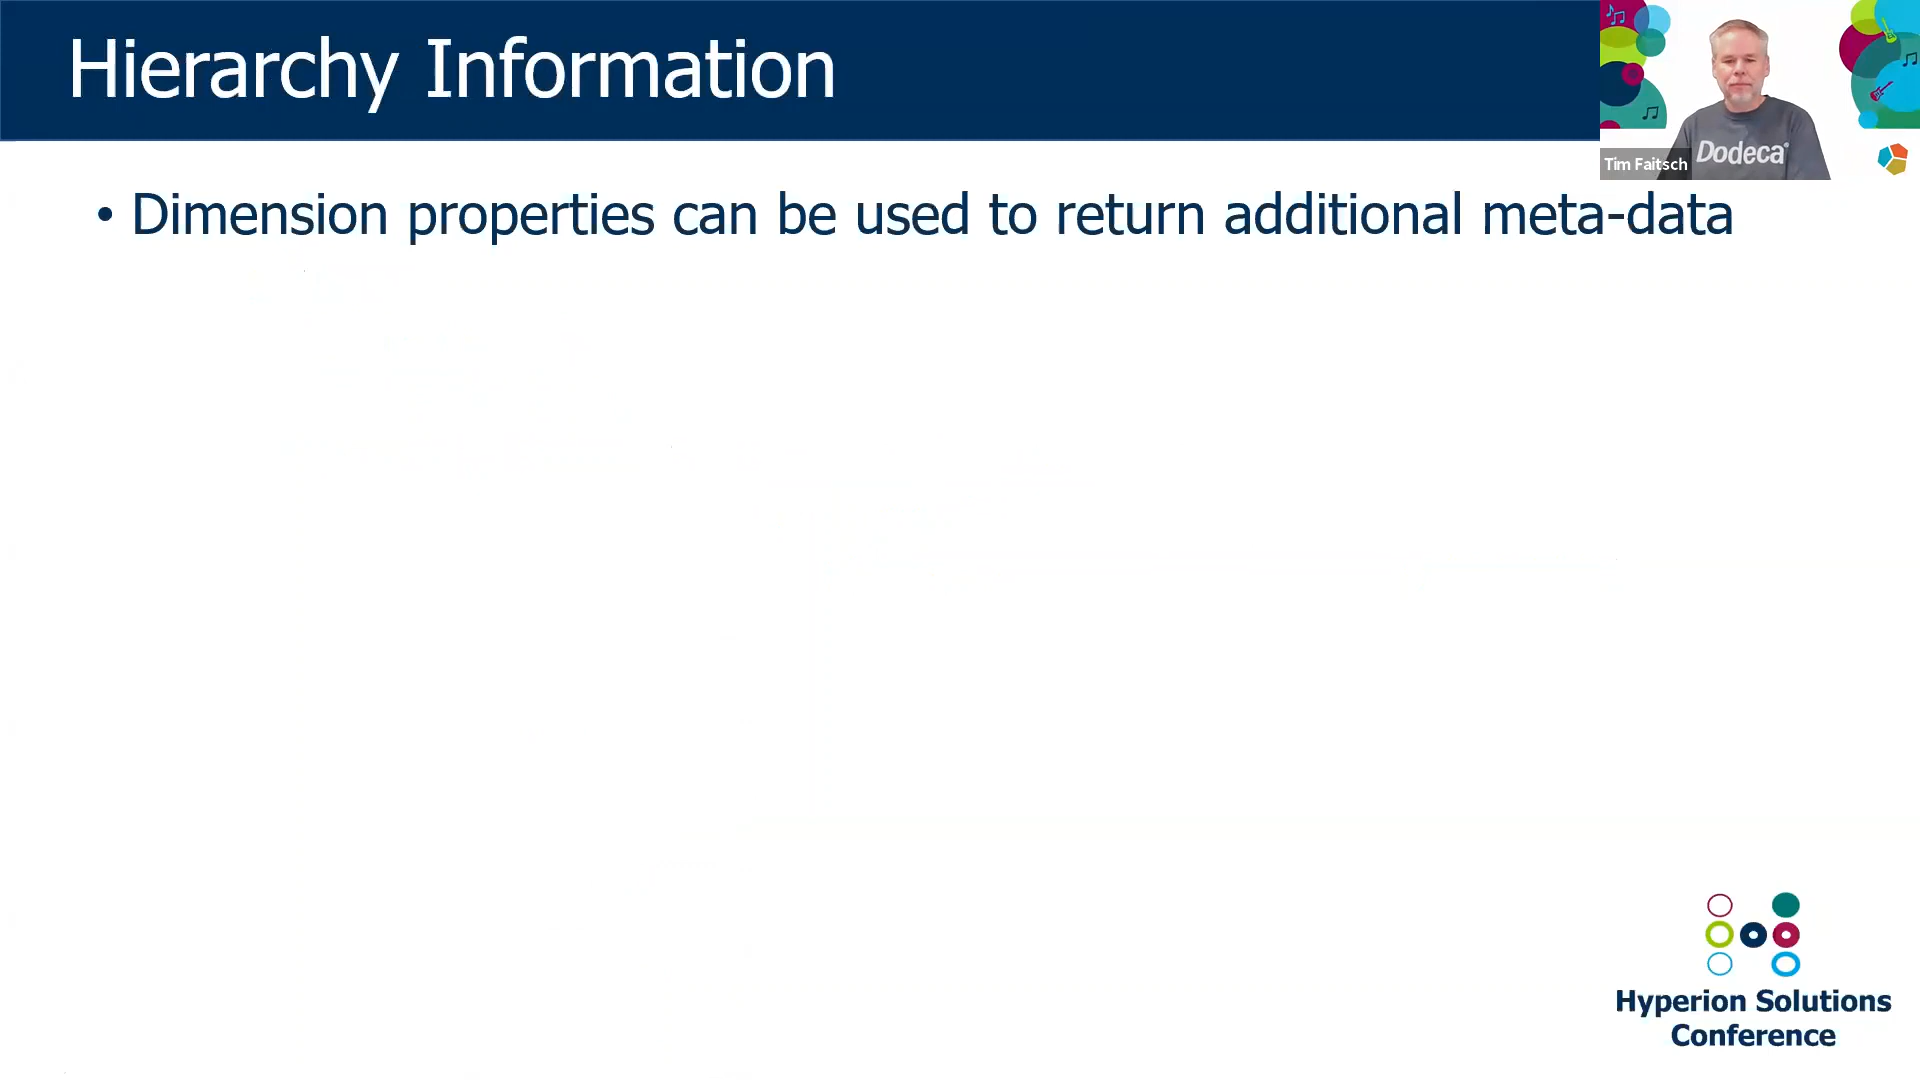 Hierarchy Information
Tim Faitsch
Dodeca
• Dimension properties can be used to return additional meta-data
Hyperion Solutions
Conference